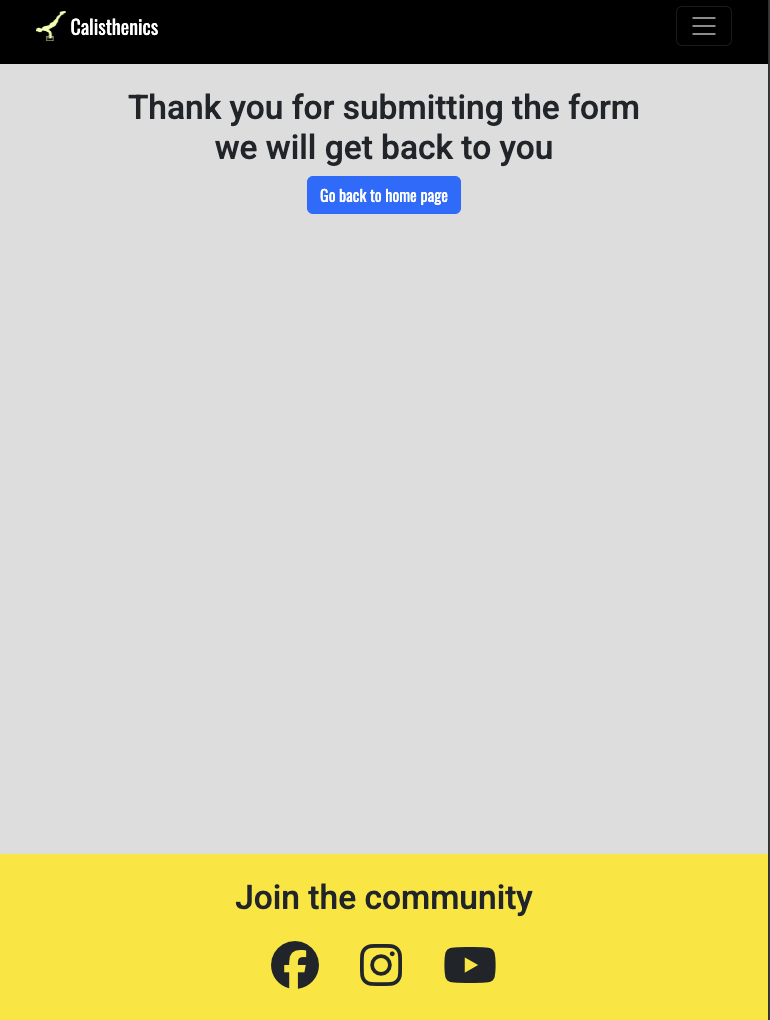 Calisthenics
Thank you for submitting the form
we will get back to you
Go back to home page
Join the community